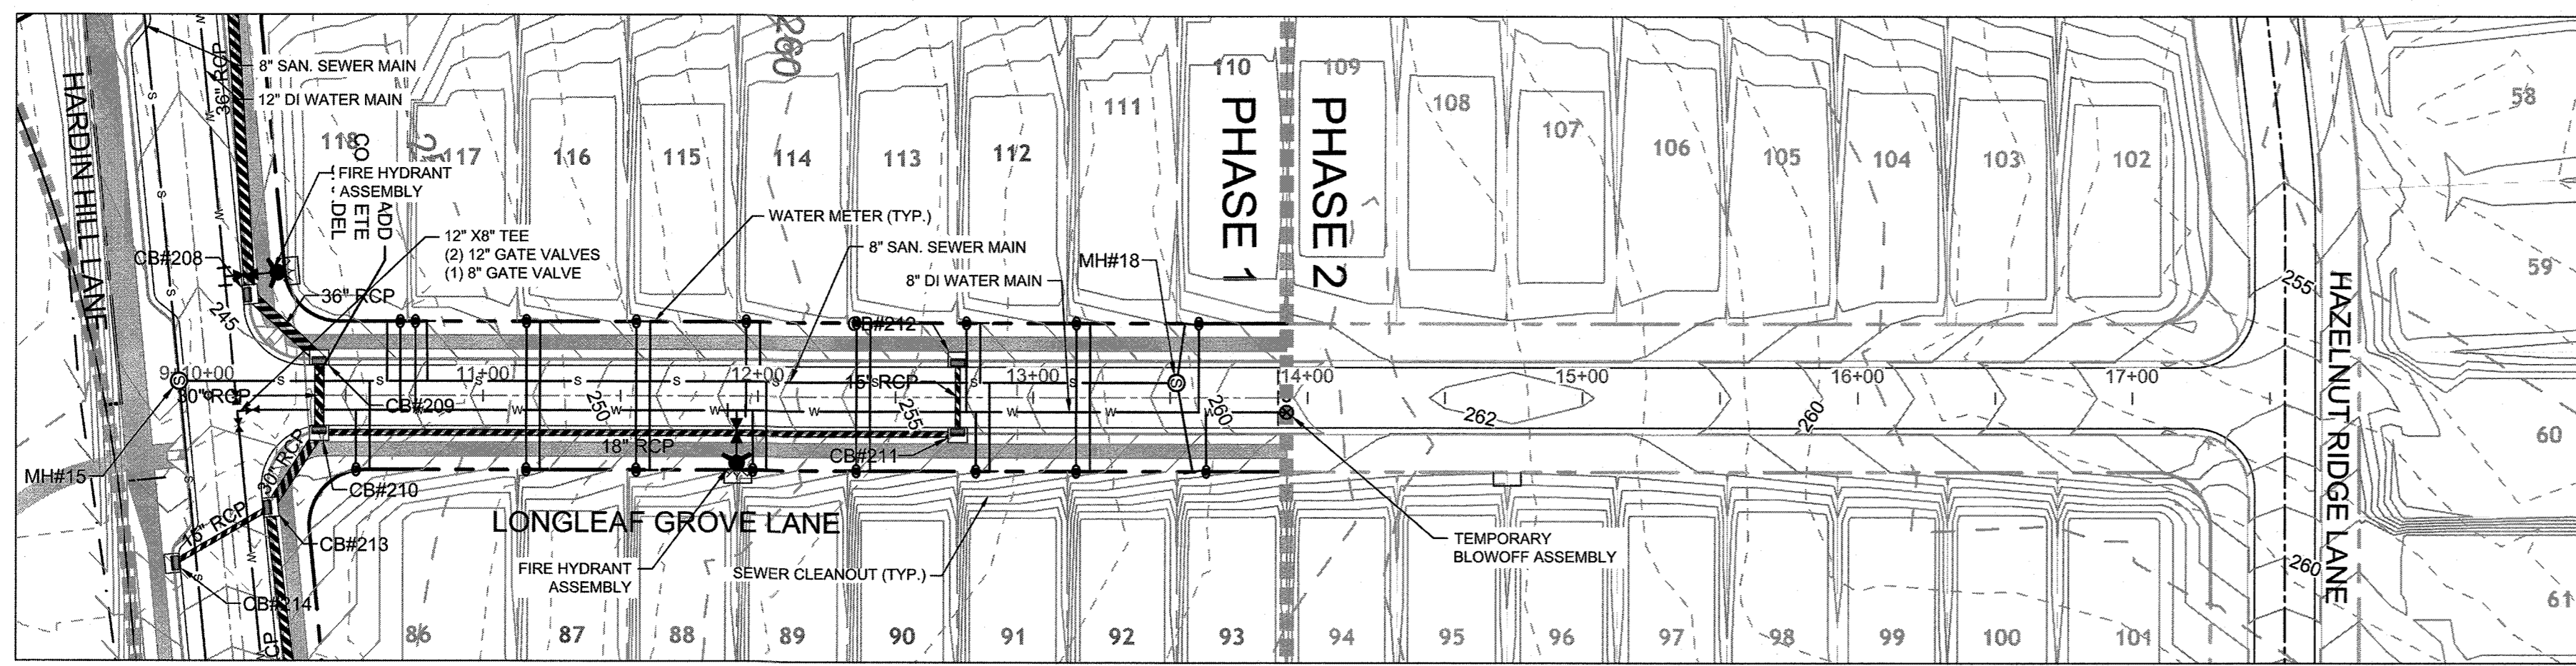 HARDIN HILL LANE
36" RCP
8" SAN. SEWER MAIN
12" DI WATER MAIN
260
118
117
116
115
114
113
112
111
110
109
108
107
106
105
104
103
102
58
59
60
61
PHASE 1
PHASE 2
FIRE HYDRANT
ASSEMBLY
ADD
12" X8" TEE
(2) 12" GATE VALVES
(1) 8" GATE VALVE
WATER METER (TYP.)
8" SAN. SEWER MAIN
8" DI WATER MAIN
MH#18
CB#208
36" RCP
245
CB#212
9+
10+00
11+00
12+00
13+00
14+00
15+00
16+00
17+00
30" RCP
15" RCP
CB#209
250
255
260
262
260
255
260
HAZELNUT RIDGE LANE
18" RCP
CB#211
MH#15
30" RCP
CB#210
15" RCP
CB#213
CB#214
LONGLEAF GROVE LANE
FIRE HYDRANT
ASSEMBLY
SEWER CLEANOUT (TYP.)
TEMPORARY
BLOWOFF ASSEMBLY
86
87
88
89
90
91
92
93
94
95
96
97
98
99
100
101